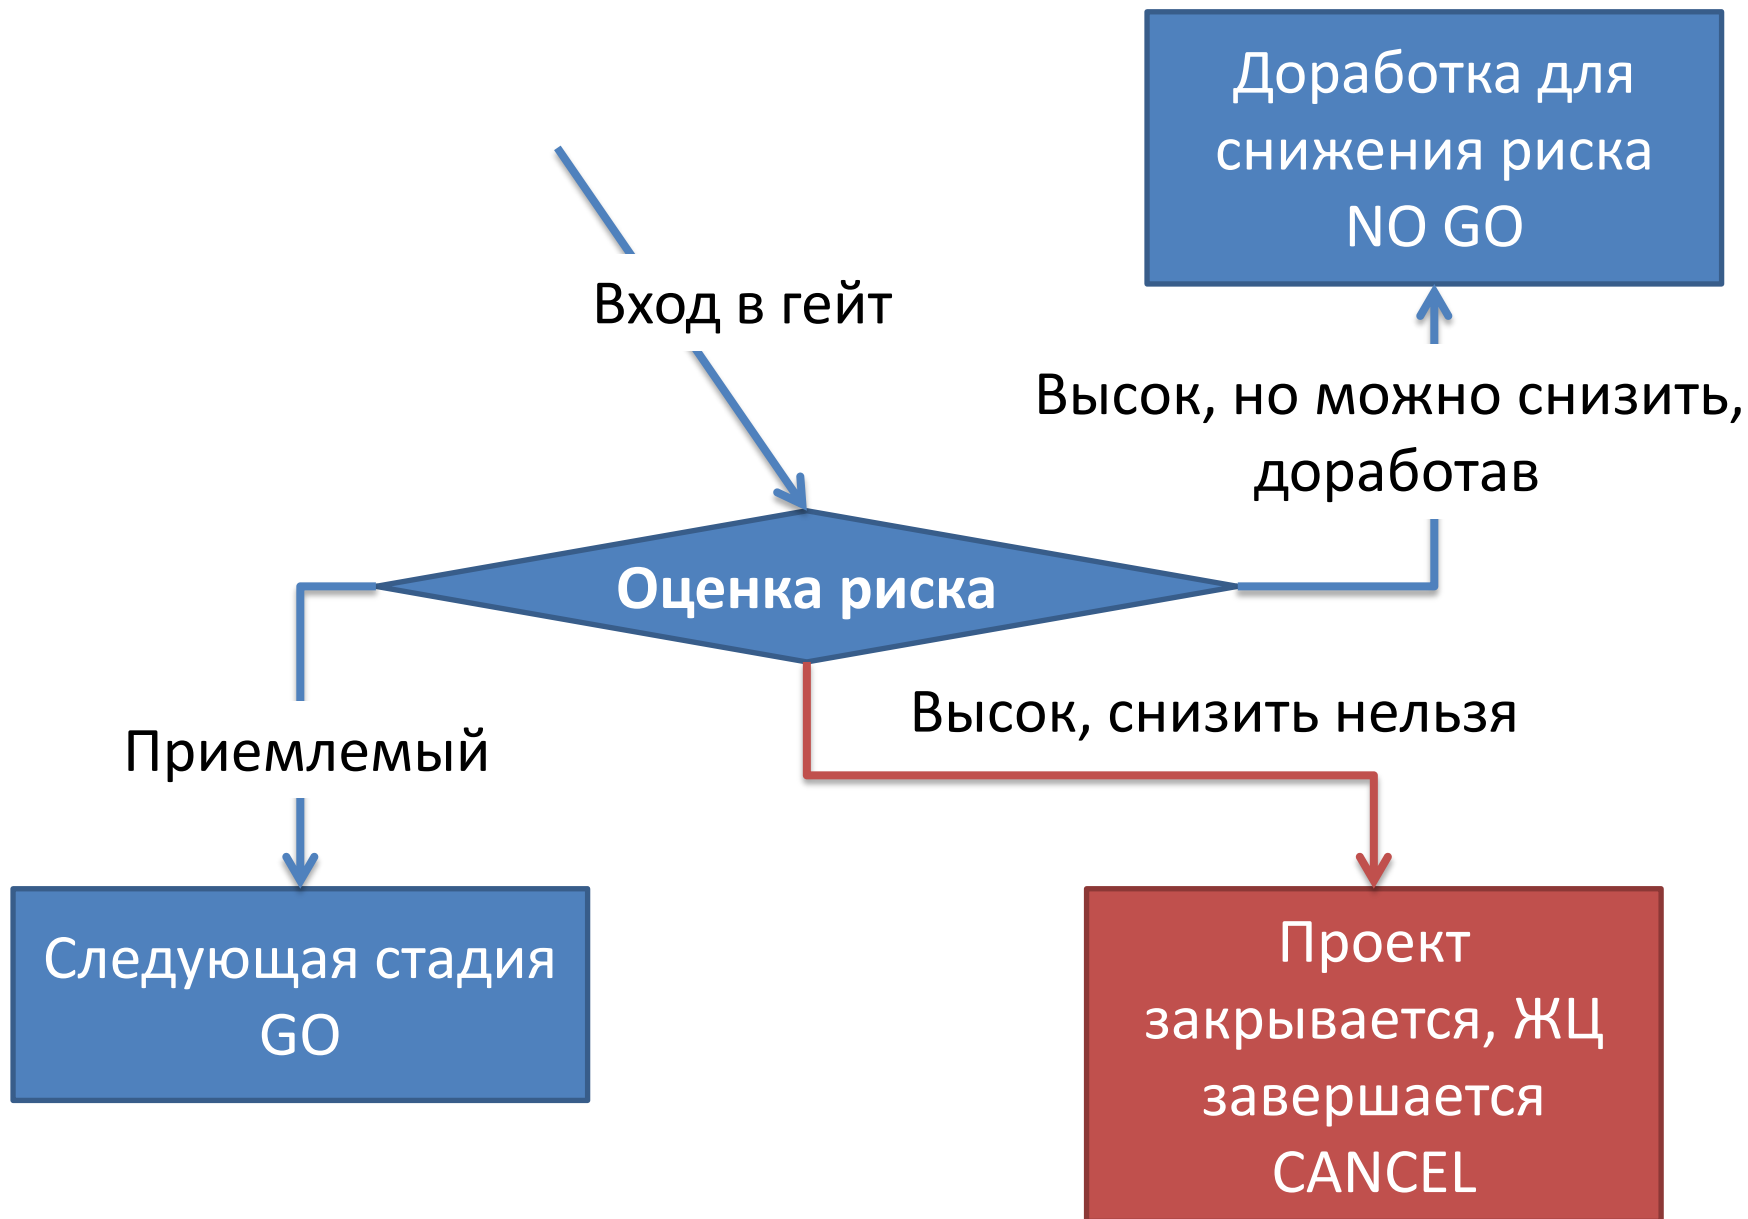 Доработка для
снижения риска
NO GO
Вход в гейт
Высок, но можно снизить,
доработав
Оценка риска
Высок, снизить нельзя
Приемлемый
Следующая стадия
GO
Проект
закрывается, ЖЦ
завершается
CANCEL